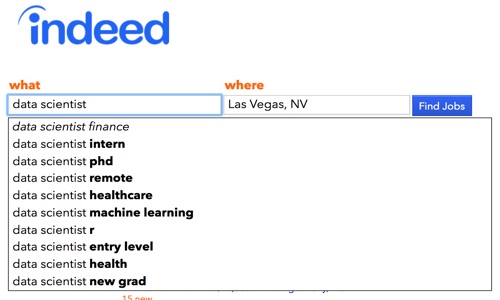 indeed
what where
data scientist Las Vegas, NV Find Jobs
data scientist finance
data scientist intern
data scientist phd
data scientist remote
data scientist healthcare
data scientist machine learning
data scientist r
data scientist entry level
data scientist health
data scientist new grad
15 new